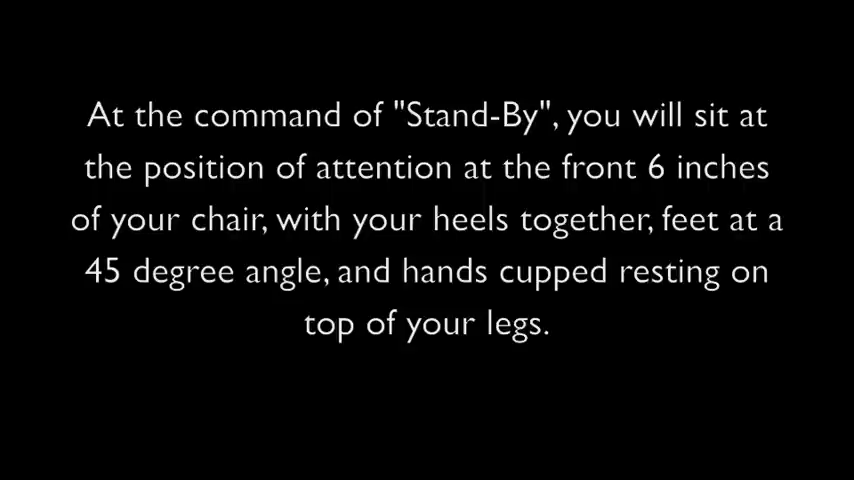 At the command of "Stand-By", you will sit at
the position of attention at the front 6 inches
of your chair, with your heels together, feet at a
45 degree angle, and hands cupped resting on
top of your legs.